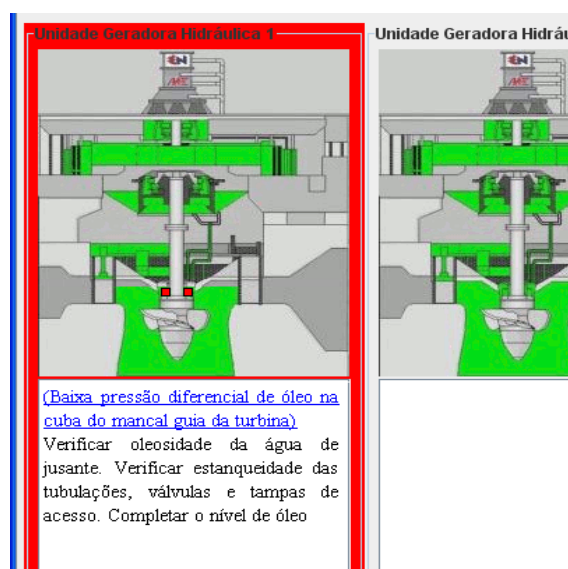 Unidade Geradora Hidráulica 1
Unidade Geradora Hidráu
(Baixa pressão diferencial de óleo na
cuba do mancal guia da turbina)
Verificar oleosidade da água de
jusante. Verificar estanqueidade das
tubulações, válvulas e tampas de
acesso. Completar o nível de óleo